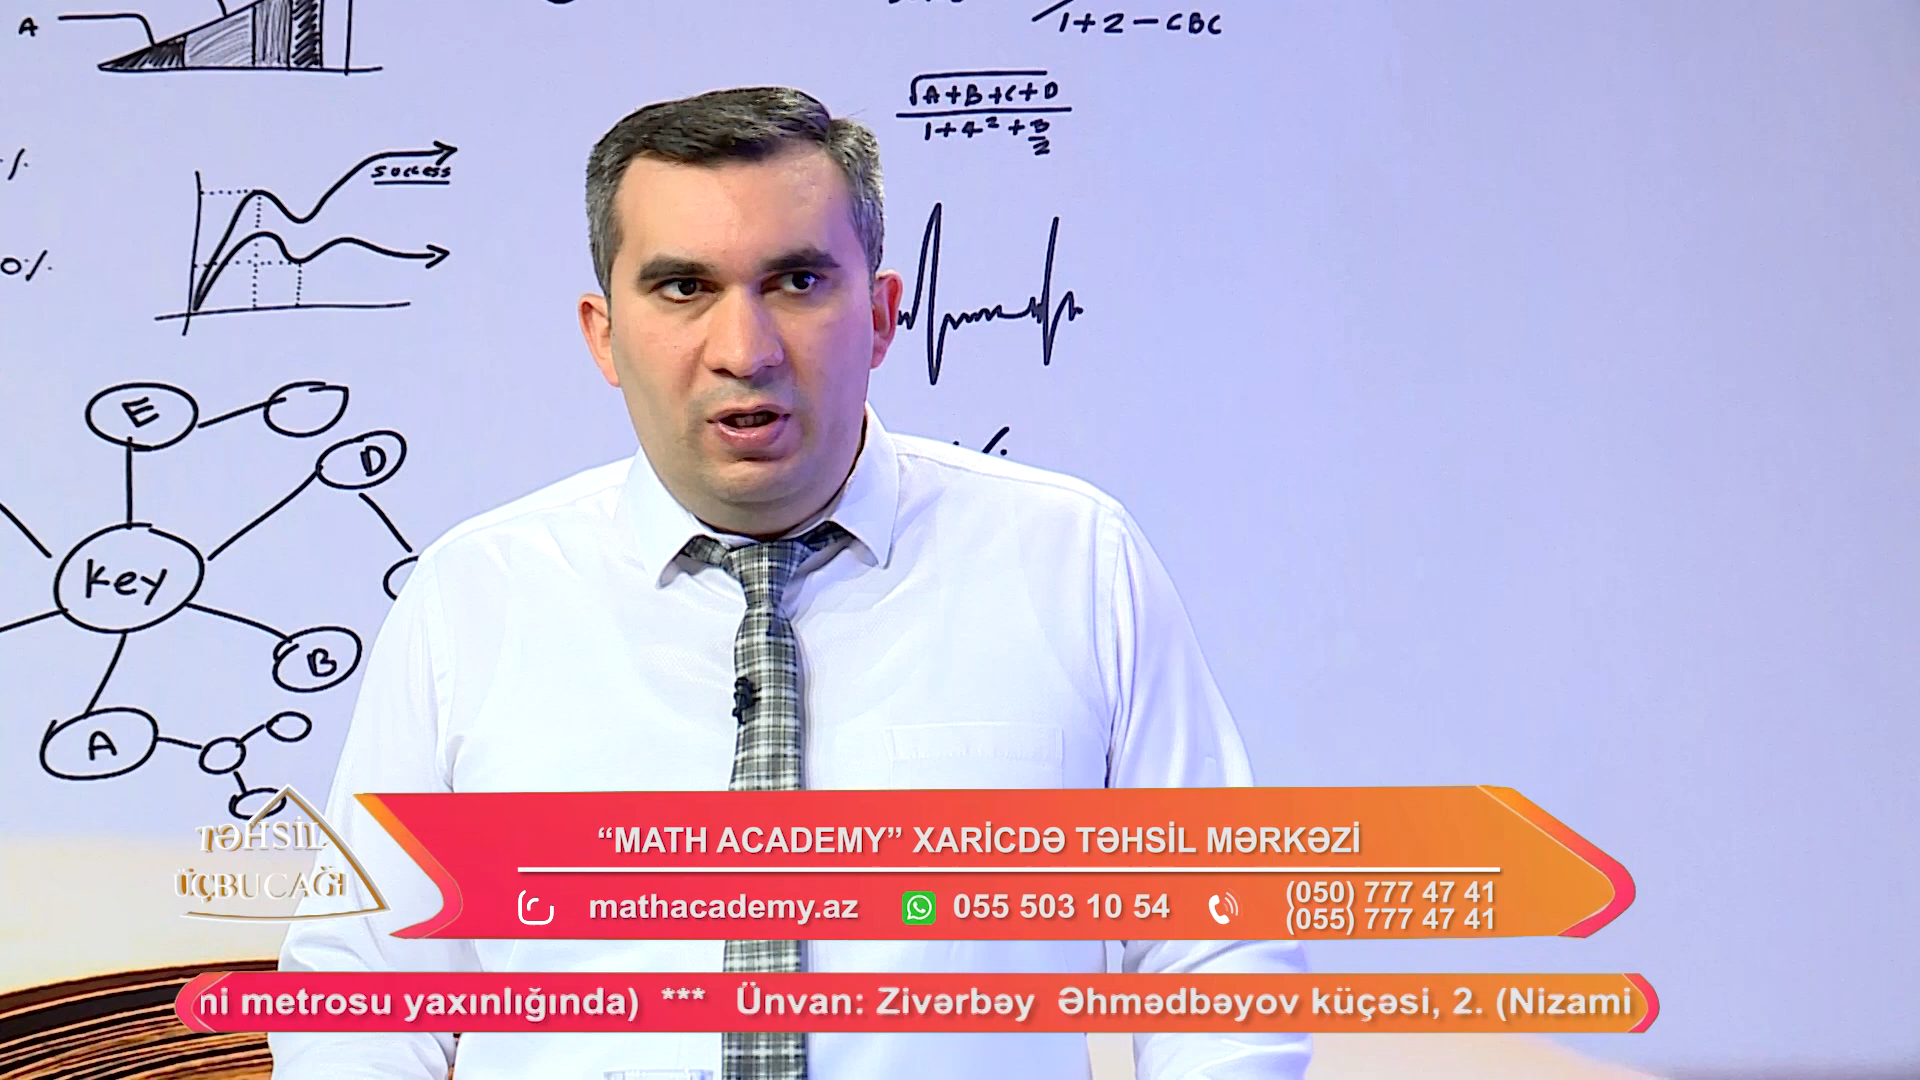 A
1+2-CBC
√A+B+C+D
1+4²+B/2
success
0%
E
D
Key
B
A
TƏHSİL
ÜÇBUCAĞI
“MATH ACADEMY” XARİCDƏ TƏHSİL MƏRKƏZİ
mathacademy.az
055 503 10 54
(050) 777 47 41
(055) 777 47 41
ni metrosu yaxınlığında) *** Ünvan: Zivərbəy Əhmədbəyov küçəsi, 2. (Nizami